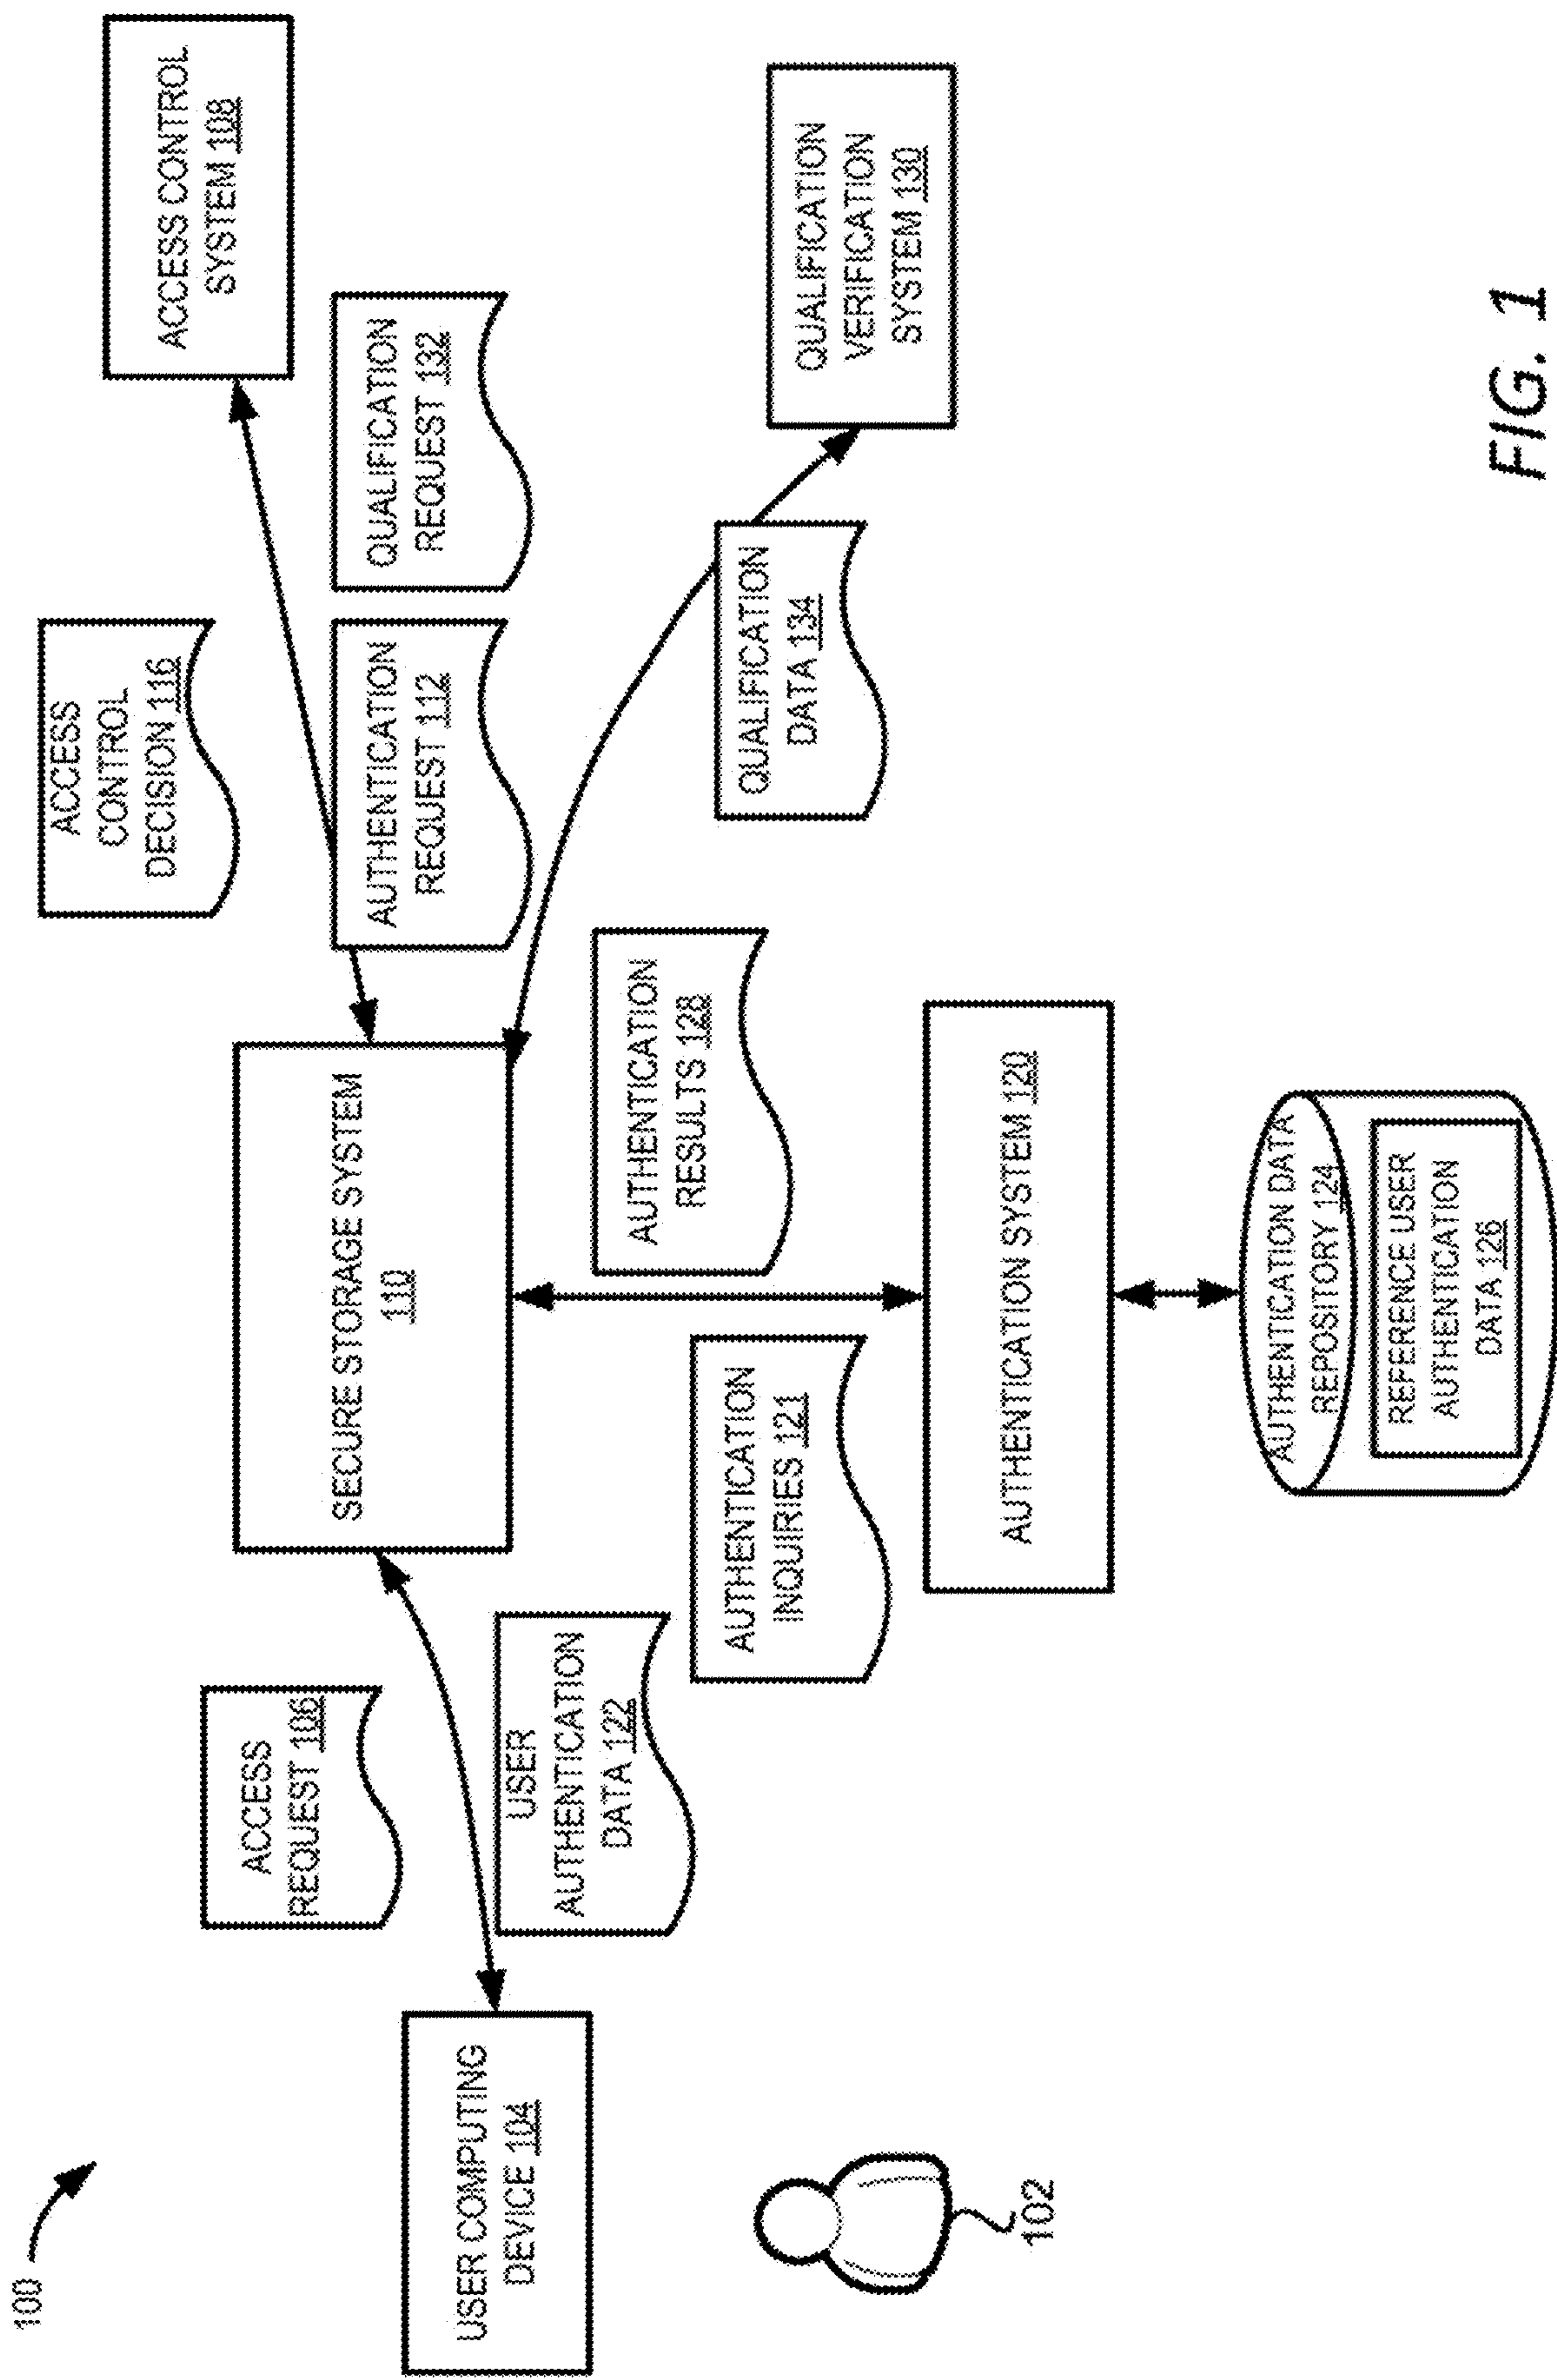 100
ACCESS
CONTROL
DECISION 116
ACCESS CONTROL
SYSTEM 108
ACCESS
REQUEST 106
SECURE STORAGE SYSTEM
110
AUTHENTICATION
REQUEST 112
QUALIFICATION
REQUEST 132
USER COMPUTING
DEVICE 104
USER
AUTHENTICATION
DATA 122
AUTHENTICATION
RESULTS 128
AUTHENTICATION
INQUIRIES 121
QUALIFICATION
DATA 134
QUALIFICATION
VERIFICATION
SYSTEM 130
102
AUTHENTICATION SYSTEM 120
AUTHENTICATION DATA
REPOSITORY 124
REFERENCE USER
AUTHENTICATION
DATA 126
FIG. 1